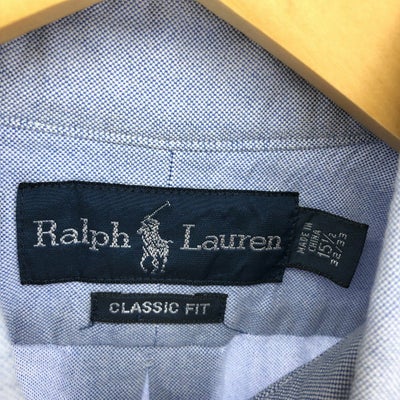 Ralph Lauren
MADE IN
CHINA
15½
32/33
CLASSIC FIT